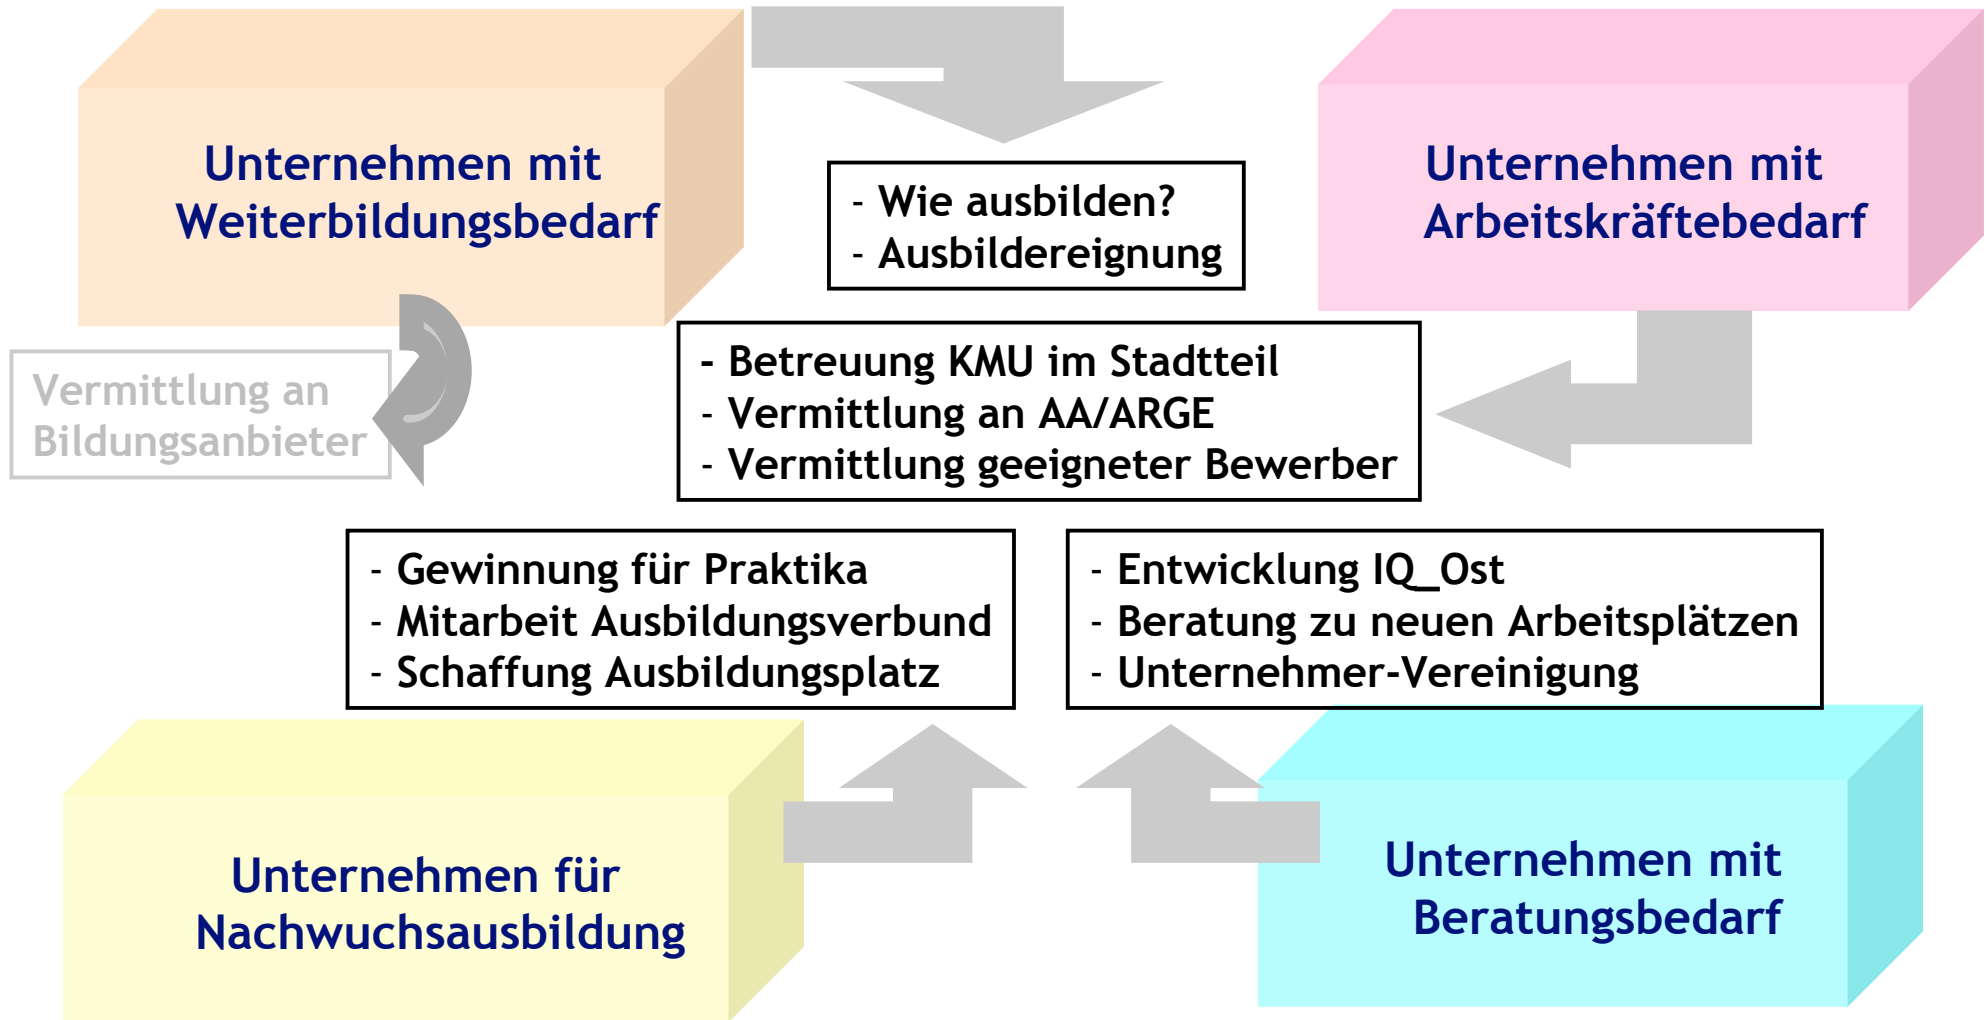 Unternehmen mit
Weiterbildungsbedarf
- Wie ausbilden?
- Ausbildereignung
Unternehmen mit
Arbeitskräftebedarf
Vermittlung an
Bildungsanbieter
- Betreuung KMU im Stadtteil
- Vermittlung an AA/ARGE
- Vermittlung geeigneter Bewerber
- Gewinnung für Praktika
- Mitarbeit Ausbildungsverbund
- Schaffung Ausbildungsplatz
- Entwicklung IQ_Ost
- Beratung zu neuen Arbeitsplätzen
- Unternehmer-Vereinigung
Unternehmen für
Nachwuchsausbildung
Unternehmen mit
Beratungsbedarf